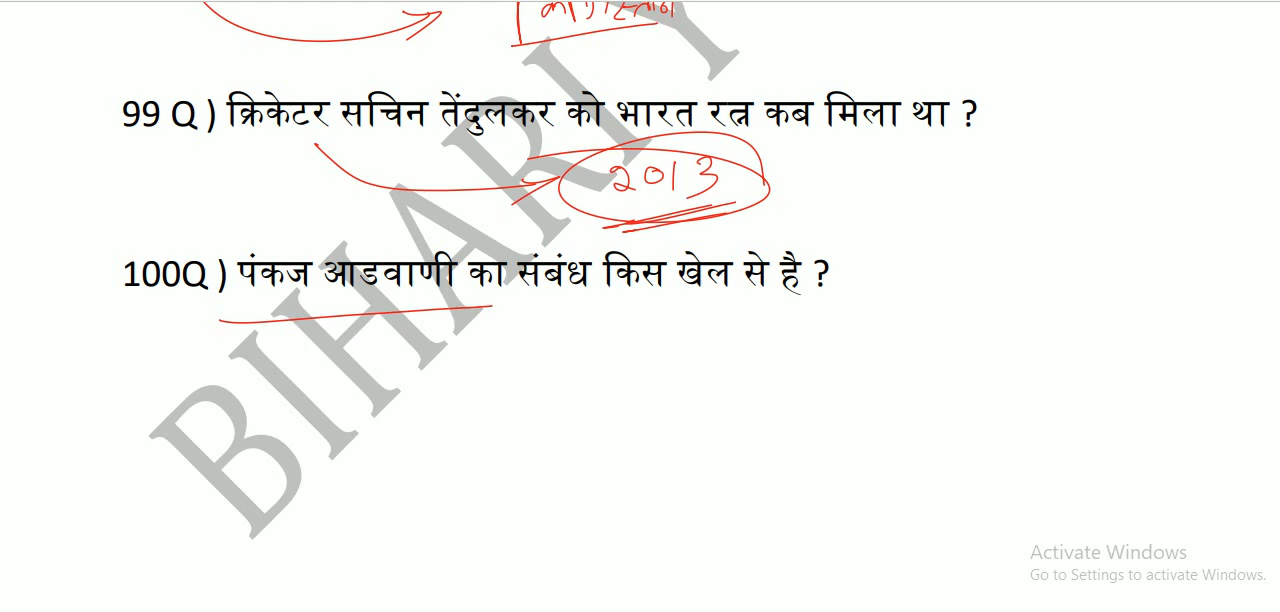 99 Q ) क्रिकेटर सचिन तेंदुलकर को भारत रत्न कब मिला था ?
2013
100Q ) पंकज आडवाणी का संबंध किस खेल से है ?
BIHARI Y
Activate Windows
Go to Settings to activate Windows.